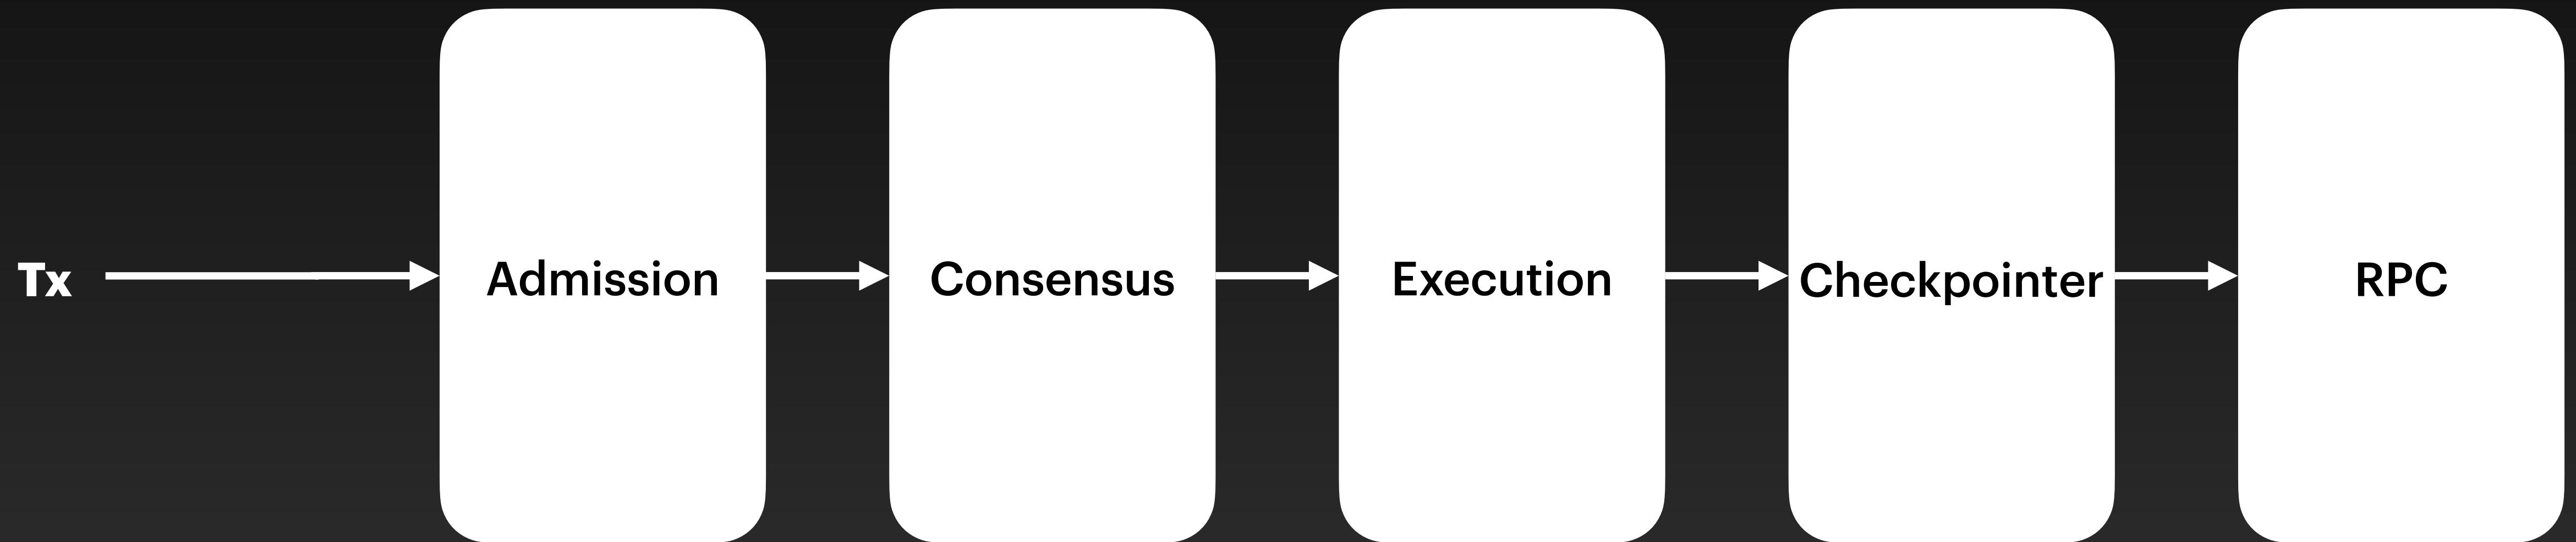 Tx
Admission
Consensus
Execution
Checkpointer
RPC